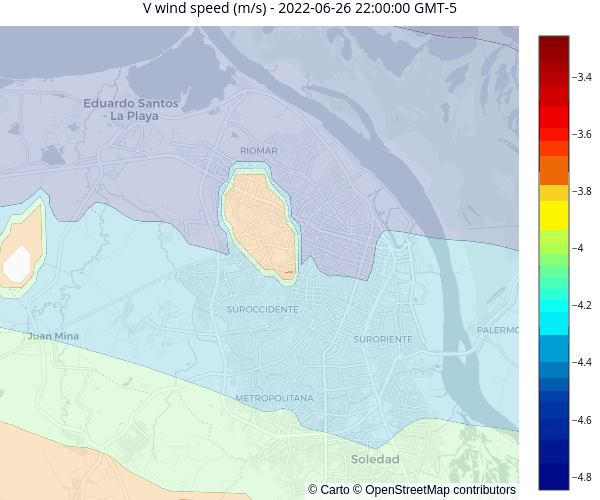 V wind speed (m/s) - 2022-06-26 22:00:00 GMT-5
Eduardo Santos
- La Playa
RIOMAR
SUROCCIDENTE
Juan Mina
SURORIENTE
PALERMO
METROPOLITANA
Soledad
© Carto © OpenStreetMap contributors
−3.4
−3.6
−3.8
−4
−4.2
−4.4
−4.6
−4.8